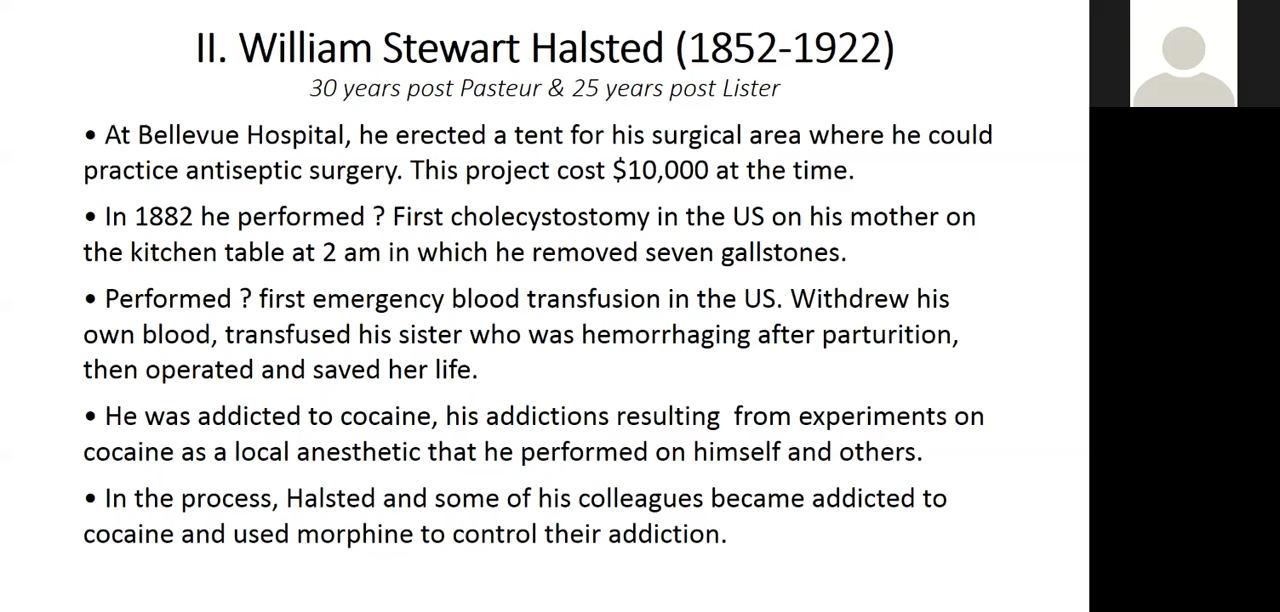 II. William Stewart Halsted (1852-1922)
30 years post Pasteur & 25 years post Lister
• At Bellevue Hospital, he erected a tent for his surgical area where he could
practice antiseptic surgery. This project cost $10,000 at the time.
• In 1882 he performed ? First cholecystostomy in the US on his mother on
the kitchen table at 2 am in which he removed seven gallstones.
• Performed ? first emergency blood transfusion in the US. Withdrew his
own blood, transfused his sister who was hemorrhaging after parturition,
then operated and saved her life.
• He was addicted to cocaine, his addictions resulting  from experiments on
cocaine as a local anesthetic that he performed on himself and others.
• In the process, Halsted and some of his colleagues became addicted to
cocaine and used morphine to control their addiction.